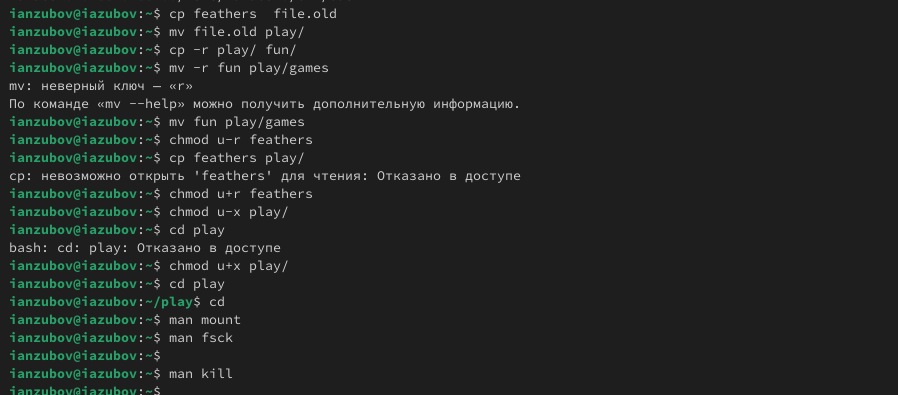 ianzubov@iazubov:~$ cp feathers  file.old
ianzubov@iazubov:~$ mv file.old play/
ianzubov@iazubov:~$ cp -r play/ fun/
ianzubov@iazubov:~$ mv -r fun play/games
mv: неверный ключ — «r»
По команде «mv --help» можно получить дополнительную информацию.
ianzubov@iazubov:~$ mv fun play/games
ianzubov@iazubov:~$ chmod u-r feathers
ianzubov@iazubov:~$ cp feathers play/
cp: невозможно открыть 'feathers' для чтения: Отказано в доступе
ianzubov@iazubov:~$ chmod u+r feathers
ianzubov@iazubov:~$ chmod u-x play/
ianzubov@iazubov:~$ cd play
bash: cd: play: Отказано в доступе
ianzubov@iazubov:~$ chmod u+x play/
ianzubov@iazubov:~$ cd play
ianzubov@iazubov:~/play$ cd
ianzubov@iazubov:~$ man mount
ianzubov@iazubov:~$ man fsck
ianzubov@iazubov:~$
ianzubov@iazubov:~$ man kill
ianzubov@iazubov:~$